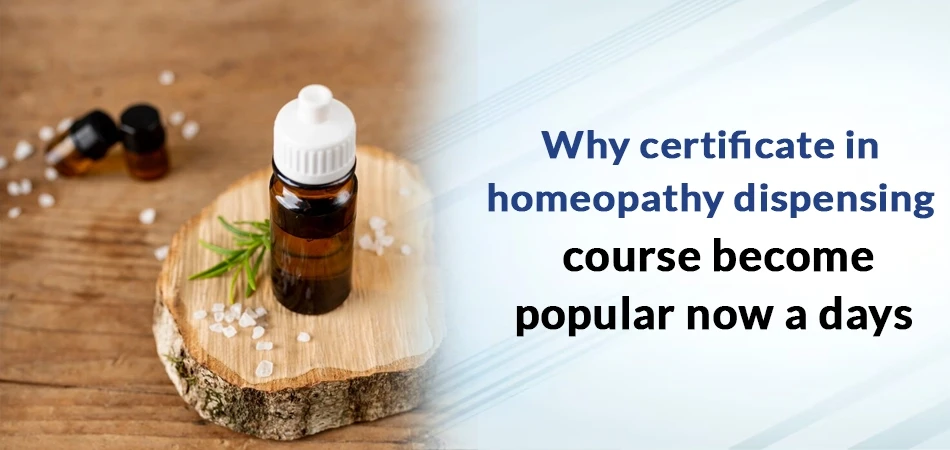 Why certificate in
homeopathy dispensing
course become
popular now a days